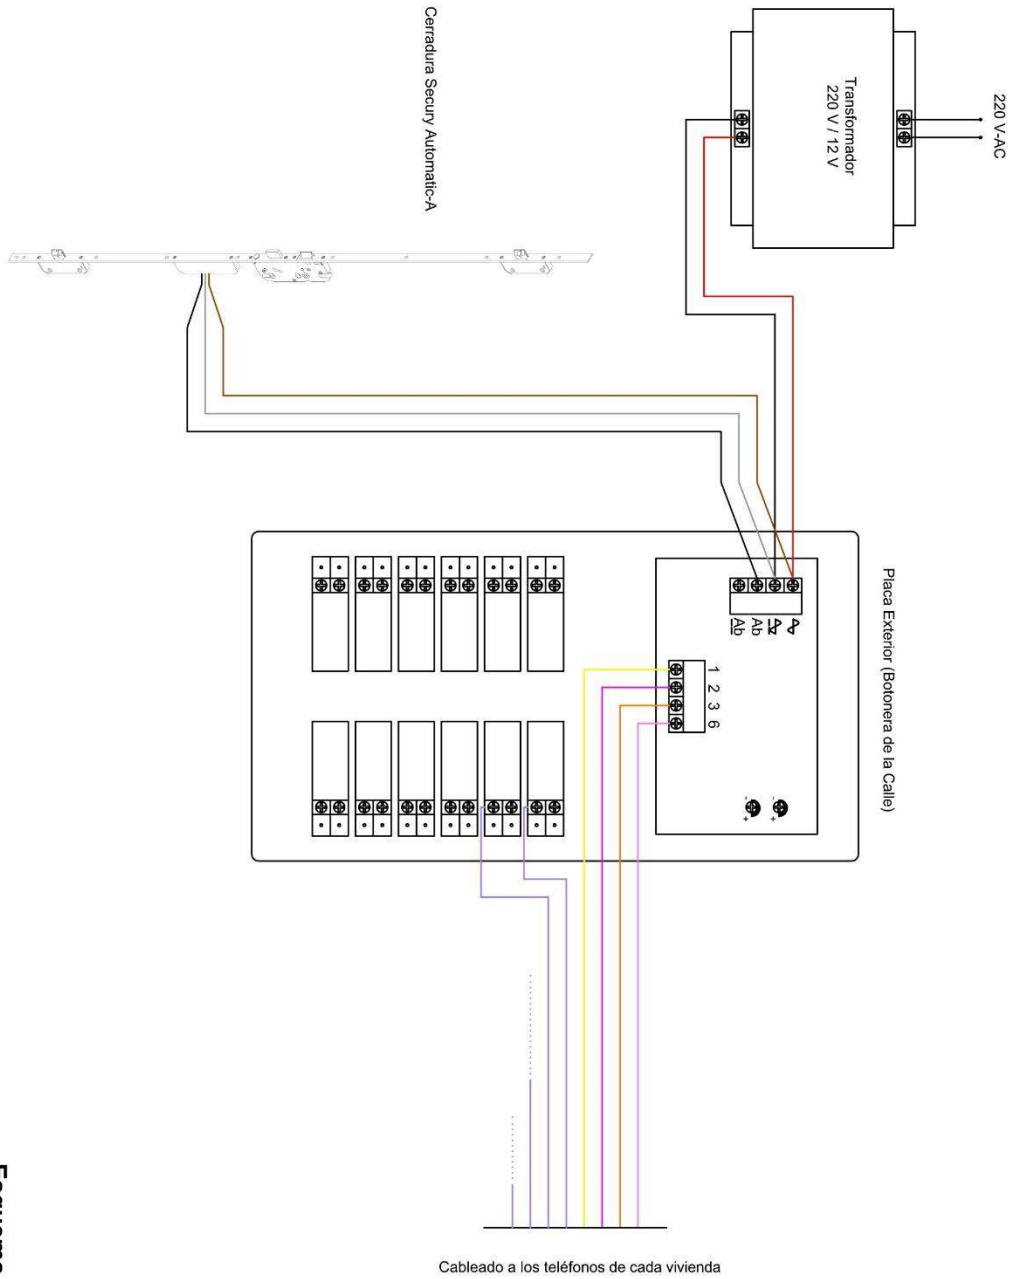 220 V-AC
Transformador
220 V / 12 V
Cerradura Secury Automatic-A
Placa Exterior (Botonera de la Calle)
Ab
Ab
1
2
3
6
- +
- +
Cableado a los teléfonos de cada vivienda